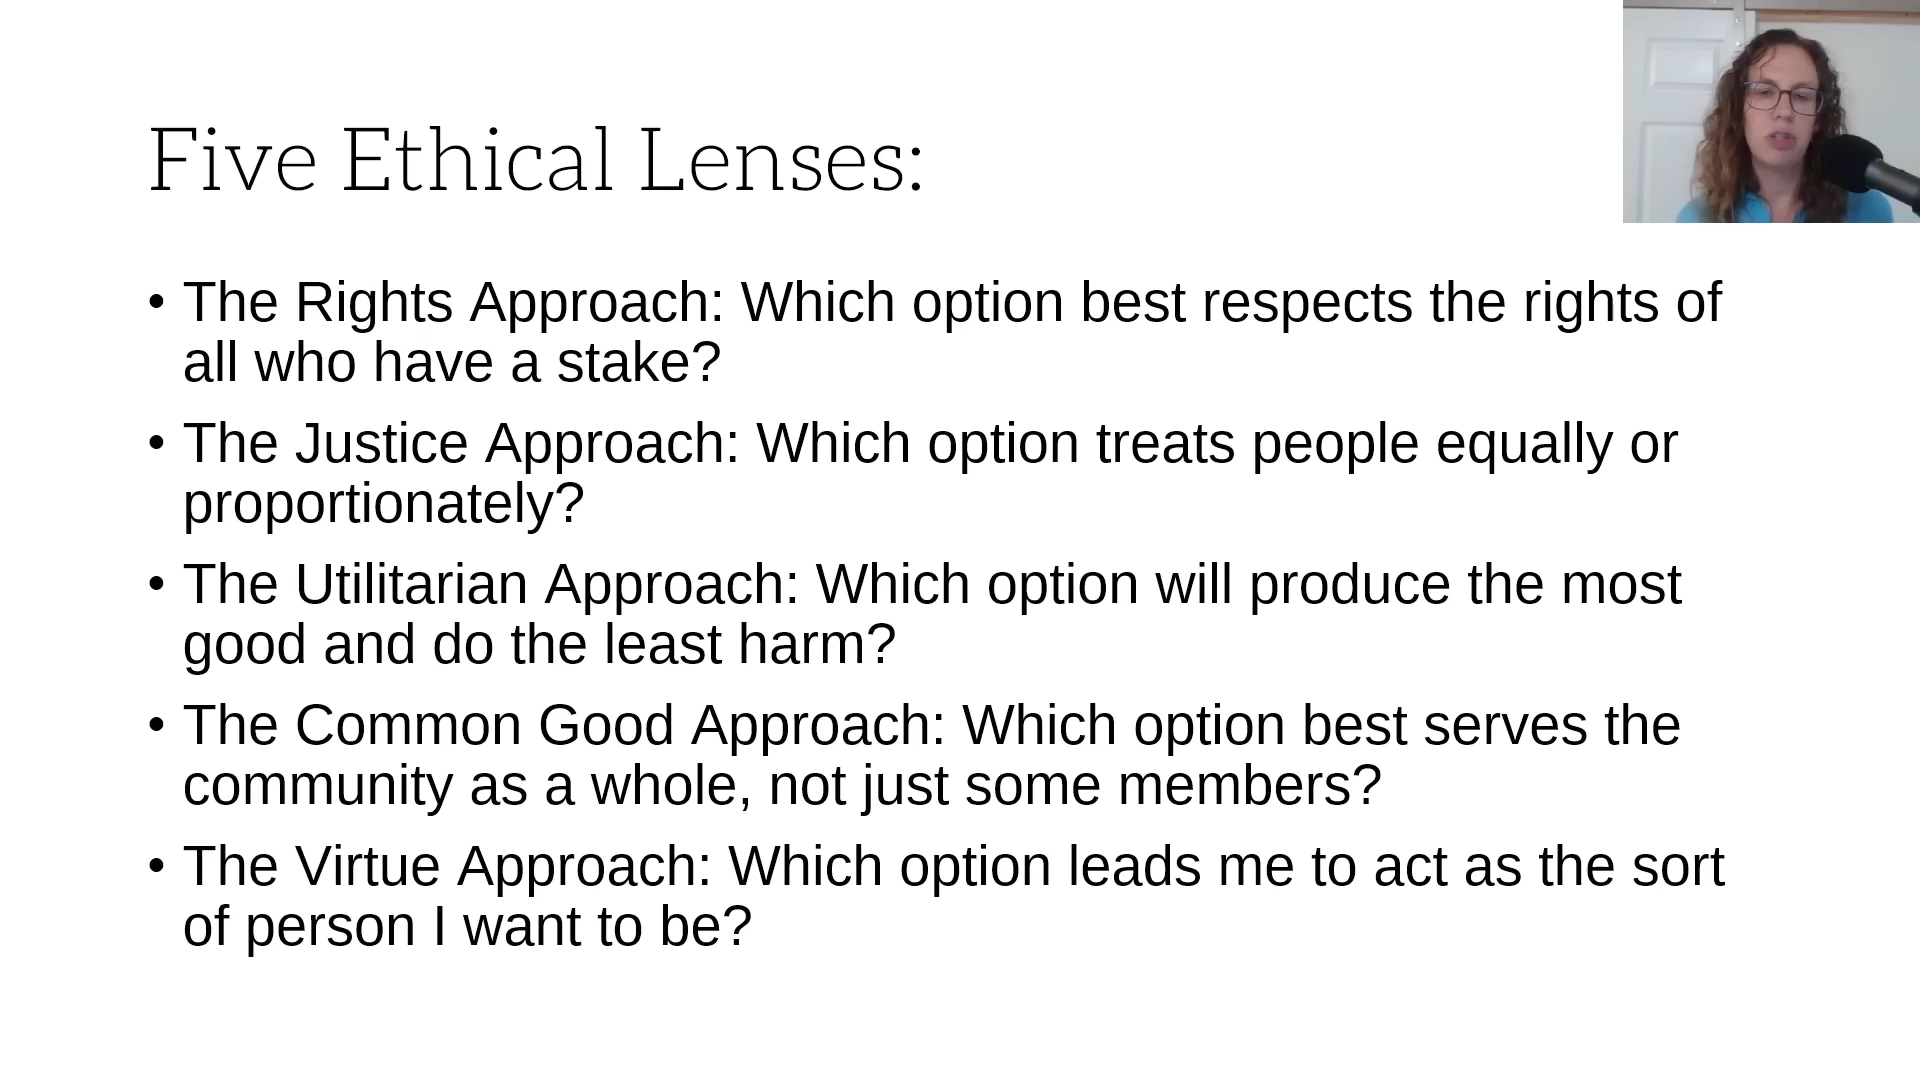 Five Ethical Lenses:
• The Rights Approach: Which option best respects the rights of
all who have a stake?
• The Justice Approach: Which option treats people equally or
proportionately?
• The Utilitarian Approach: Which option will produce the most
good and do the least harm?
• The Common Good Approach: Which option best serves the
community as a whole, not just some members?
• The Virtue Approach: Which option leads me to act as the sort
of person I want to be?